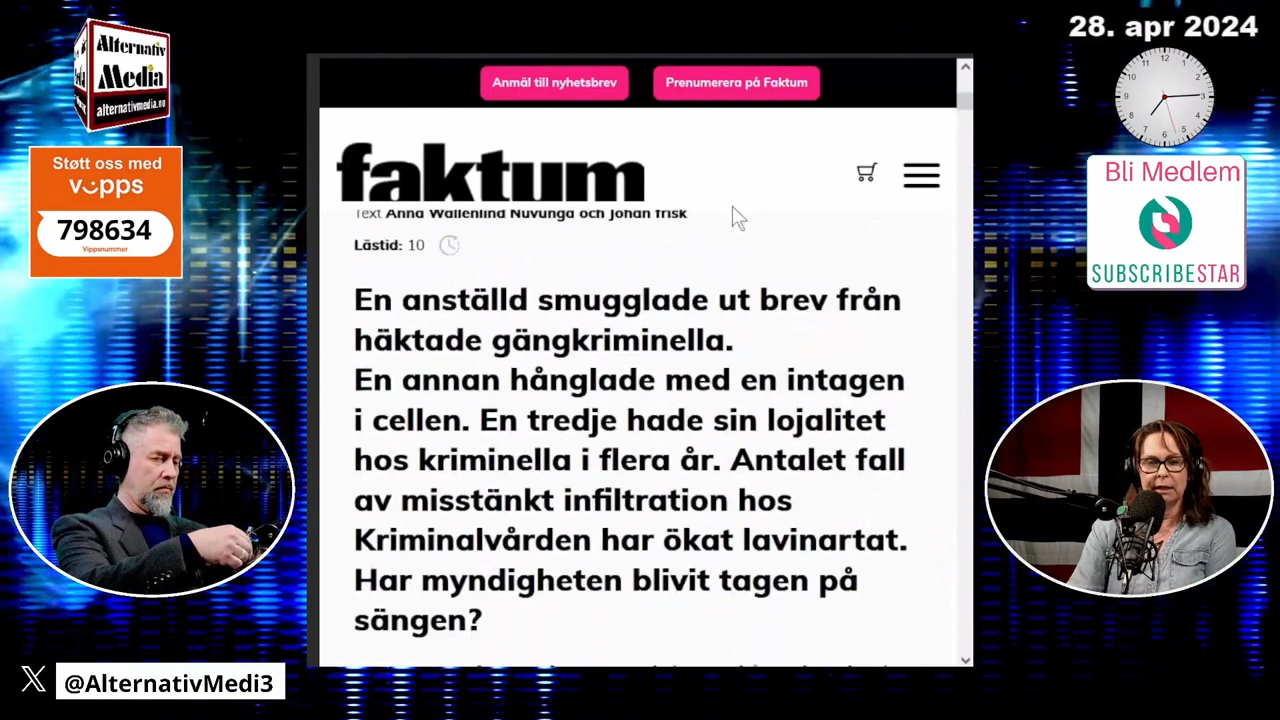 Alternativ
Media
alternativmedia.no
28. apr 2024
Støtt oss med
vipps
798634
Vippsnummer
Anmäl till nyhetsbrev
Prenumerera på Faktum
faktum
Text Anna Wallenlind Nuvunga och Johan frisk
Lästid: 10
En anställd smugglade ut brev från
häktade gängkriminella.
En annan hånglade med en intagen
i cellen. En tredje hade sin lojalitet
hos kriminella i flera år. Antalet fall
av misstänkt infiltration hos
Kriminalvården har ökat lavinartat.
Har myndigheten blivit tagen på
sängen?
Bli Medlem
SUBSCRIBESTAR
X @AlternativMedi3